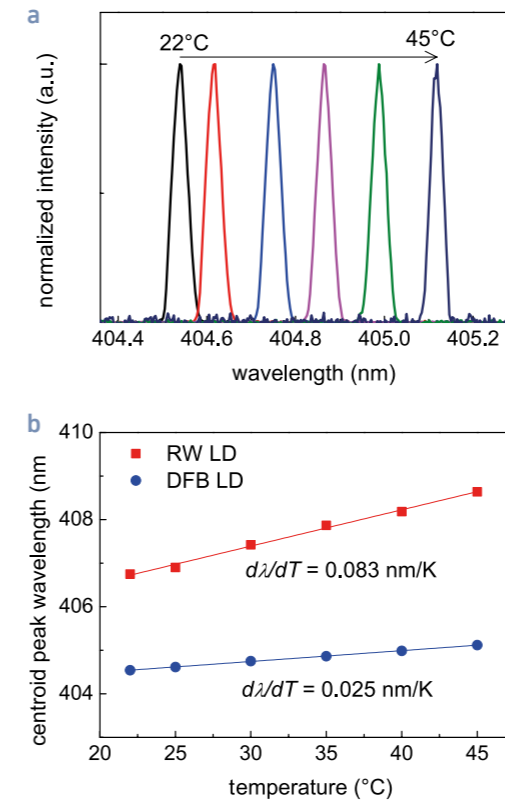 a
22°C
45°C
normalized intensity (a.u.)
404.4 404.6 404.8 405.0 405.2
wavelength (nm)
b
410
408
406
404
RW LD
DFB LD
dλ/dT = 0.083 nm/K
dλ/dT = 0.025 nm/K
centroid peak wavelength (nm
20 25 30 35 40 45
temperature (°C)